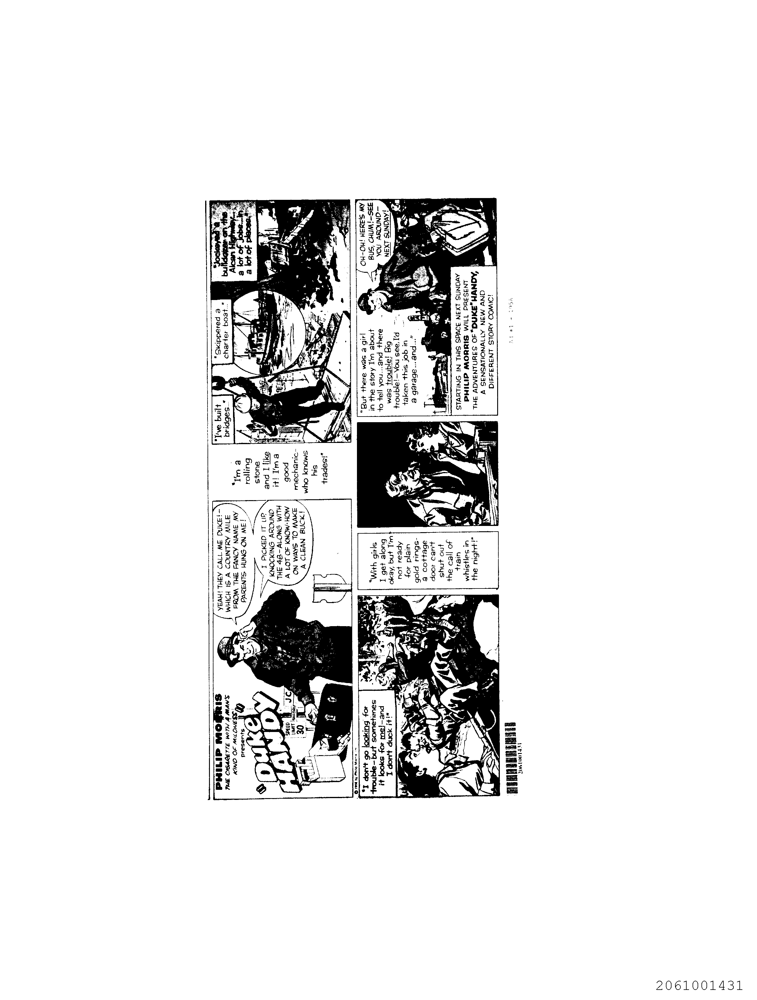 PHILIP MORRIS
THE CIGARETTE WITH A MAN'S
KIND OF MILDNESS
presents
DUKE
HANDY
SPEED
30
YEAH! THEY CALL ME DUKE!-
WHICH IS A COUNTRY MILE
FROM THE FANCY NAME MY
PARENTS HUNG ON ME!
I PICKED IT UP
KNOCKING AROUND
THE 48 - ALONG WITH
A LOT OF KNOW-HOW
ON WAYS TO MAKE
A CLEAN BUCK!
"I'm a
rolling
stone
and I like
it! I'm a
good
mechanic-
who knows
his
trades!"
"I've built
bridges."
"Skippered a
charter boat."
bulldozer on the
Alcan Highway...
a lot of jobs...in
a lot of places."
"I don't go looking for
trouble-but sometimes
it looks for me!-and
I don't duck it!"
"With girls
I get along
okay, but I'm
not ready
for plain
gold rings-
a cottage
door can't
shut out
the call of
train
whistles in
the night!"
"But there was a girl
in the story I'm about
to tell you...and there
was trouble! Big
trouble!-You see, I'd
taken this job in
a garage...and..."
OH-OH! HERE'S MY
BUS, CHUM!-SEE
YOU AROUND-
NEXT SUNDAY!
STARTING IN THIS SPACE NEXT SUNDAY
PHILIP MORRIS WILL PRESENT
THE ADVENTURES OF "DUKE" HANDY,
A SENSATIONALLY NEW AND
DIFFERENT STORY COMIC!
2061001431
2061001431